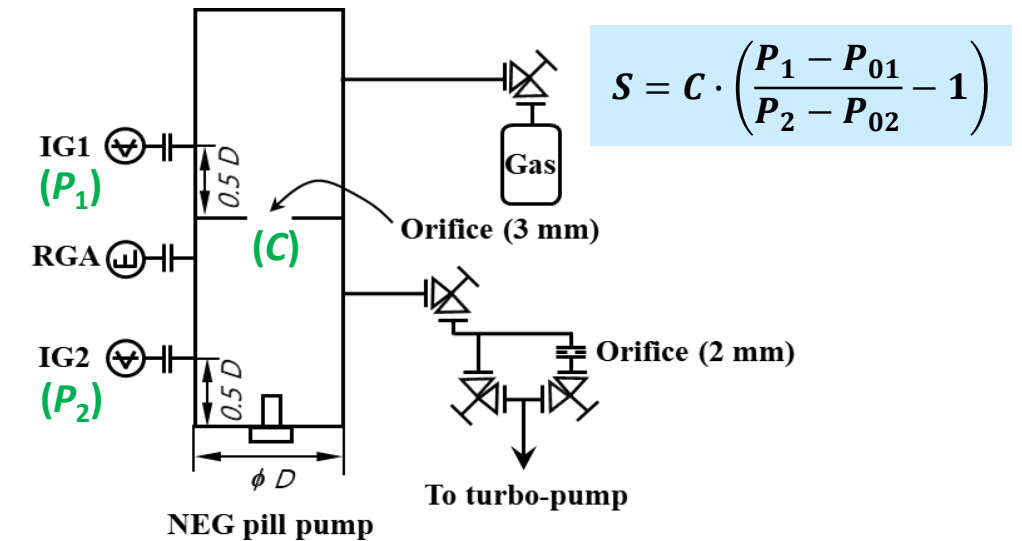 S = C · ( (P₁ − P₀₁) / (P₂ − P₀₂) − 1 )
IG1
(P₁)
0.5 D
Gas
Orifice (3 mm)
(C)
RGA
IG2
(P₂)
0.5 D
Orifice (2 mm)
ϕ D
To turbo-pump
NEG pill pump